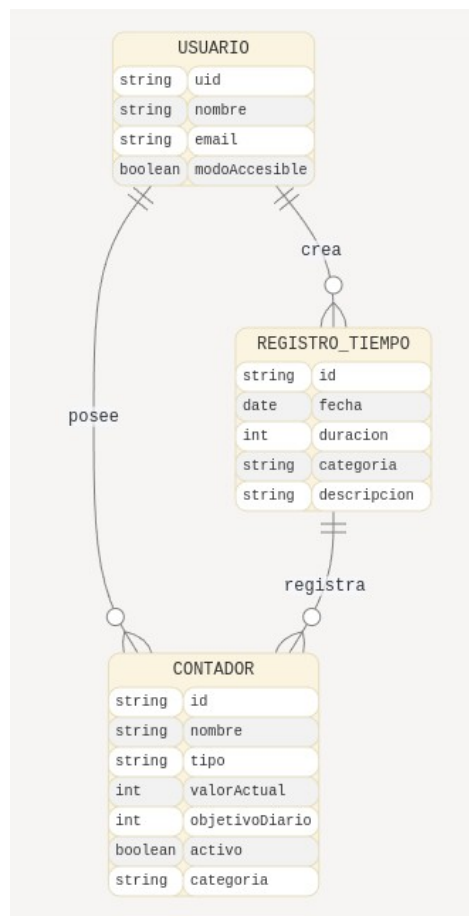 USUARIO
string uid
string nombre
string email
boolean modoAccesible
crea
REGISTRO_TIEMPO
string id
date fecha
int duracion
string categoria
string descripcion
posee
registra
CONTADOR
string id
string nombre
string tipo
int valorActual
int objetivoDiario
boolean activo
string categoria